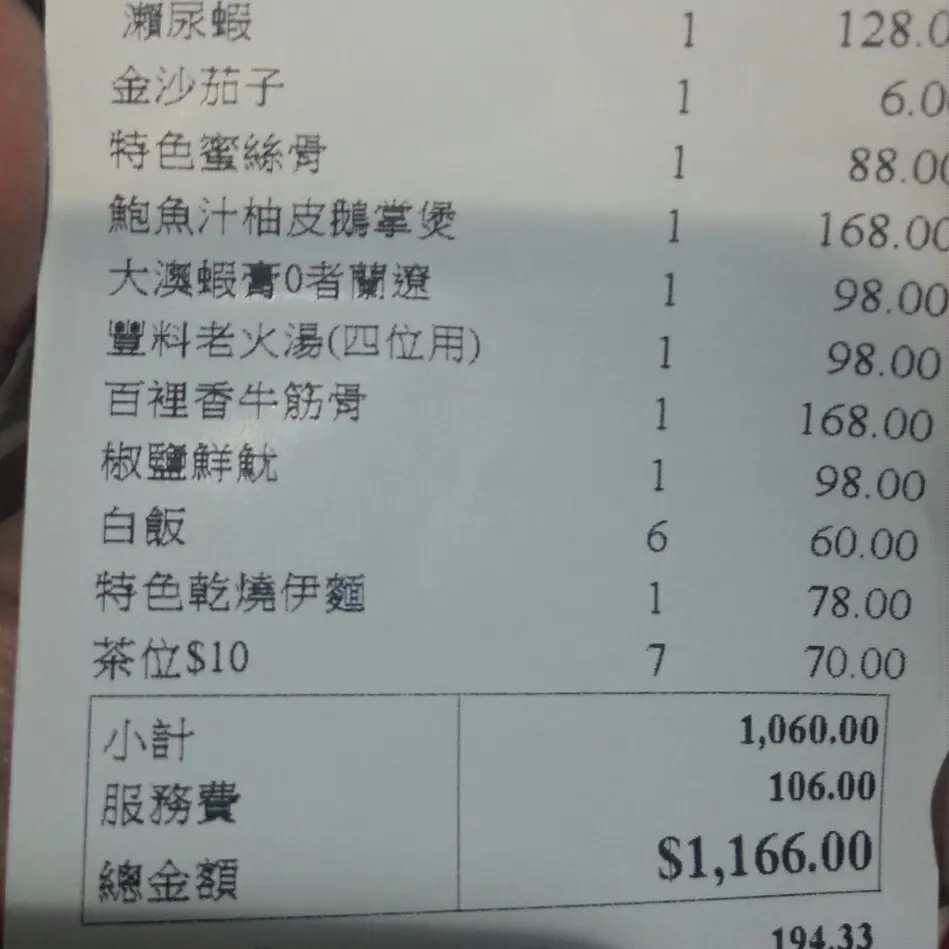 瀨尿蝦 1 128.0
金沙茄子 1 6.0
特色蜜絲骨 1 88.00
鮑魚汁柚皮鵝掌煲 1 168.00
大澳蝦膏0者蘭遼 1 98.00
豐料老火湯(四位用) 1 98.00
百裡香牛筋骨 1 168.00
椒鹽鮮魷 1 98.00
白飯 6 60.00
特色乾燒伊麵 1 78.00
茶位$10 7 70.00
小計 1,060.00
服務費 106.00
總金額 $1,166.00
194.33